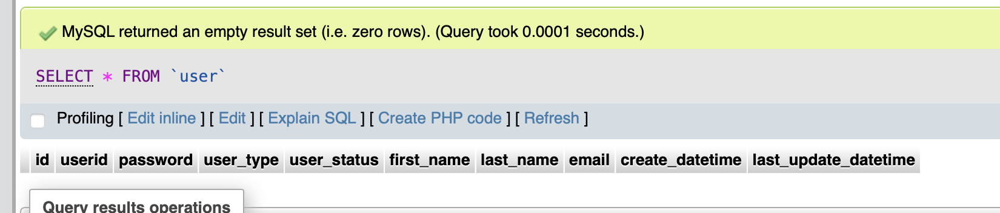 MySQL returned an empty result set (i.e. zero rows). (Query took 0.0001 seconds.)
SELECT * FROM `user`
Profiling [ Edit inline ] [ Edit ] [ Explain SQL ] [ Create PHP code ] [ Refresh ]
id userid password user_type user_status first_name last_name email create_datetime last_update_datetime
Query results operations